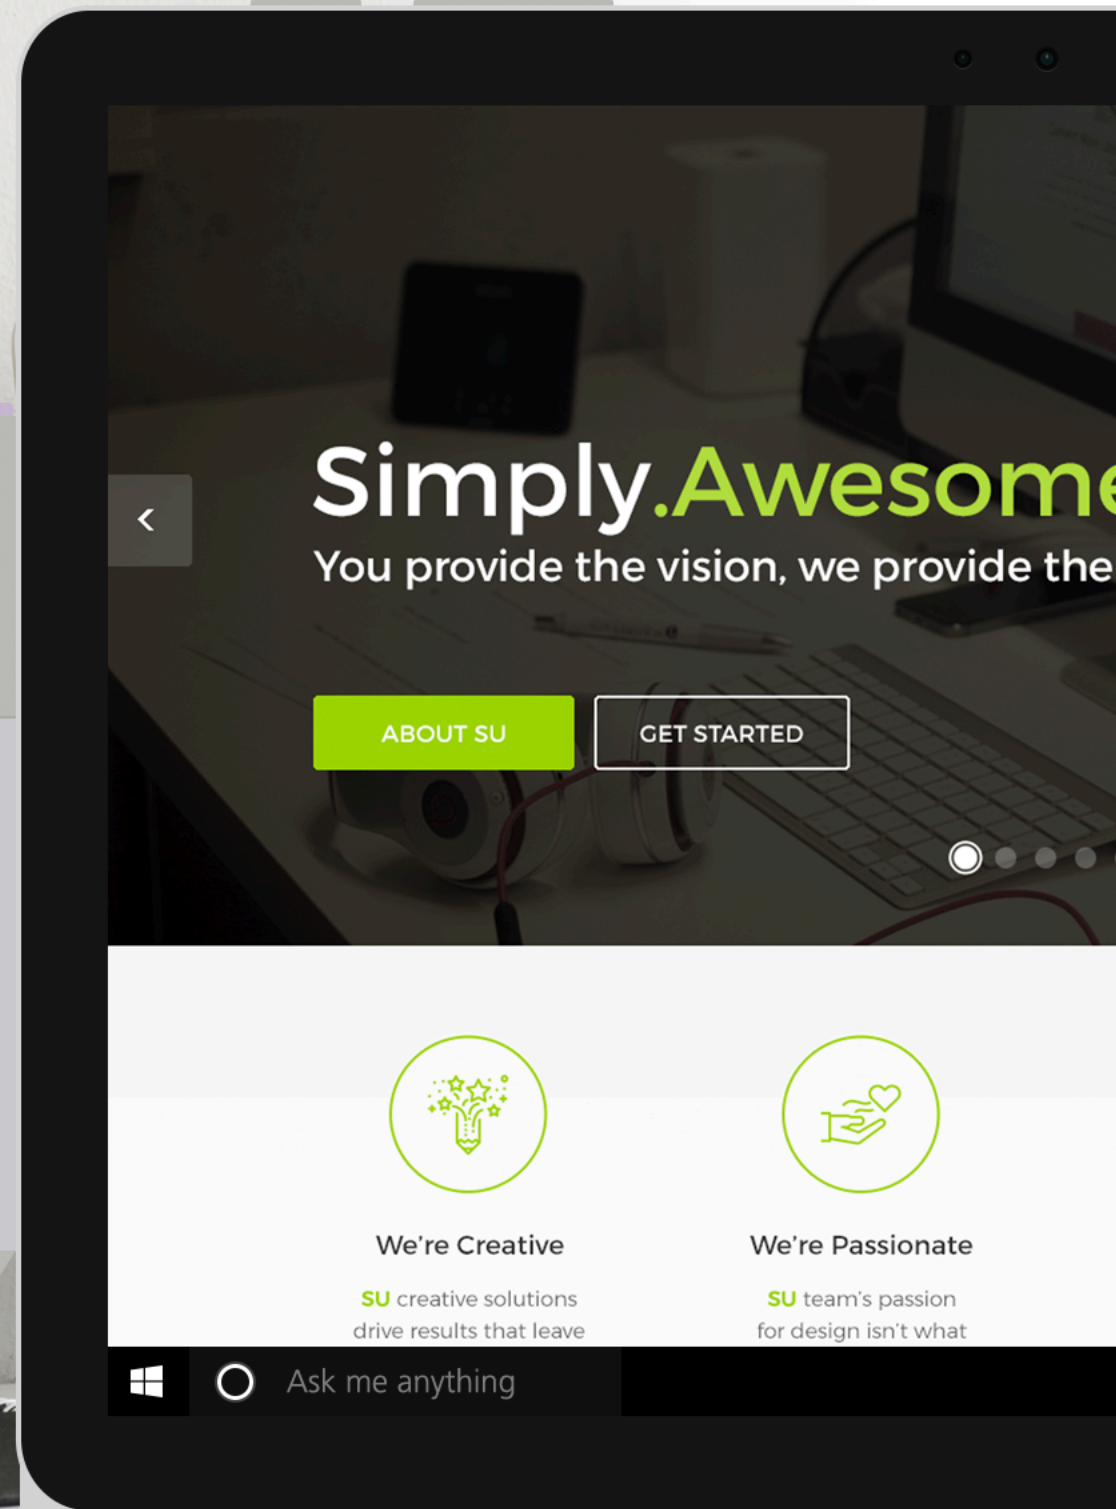 Simply.Awesome
You provide the vision, we provide the
ABOUT SU
GET STARTED
We're Creative
We're Passionate
SU creative solutions
drive results that leave
SU team's passion
for design isn't what
Ask me anything